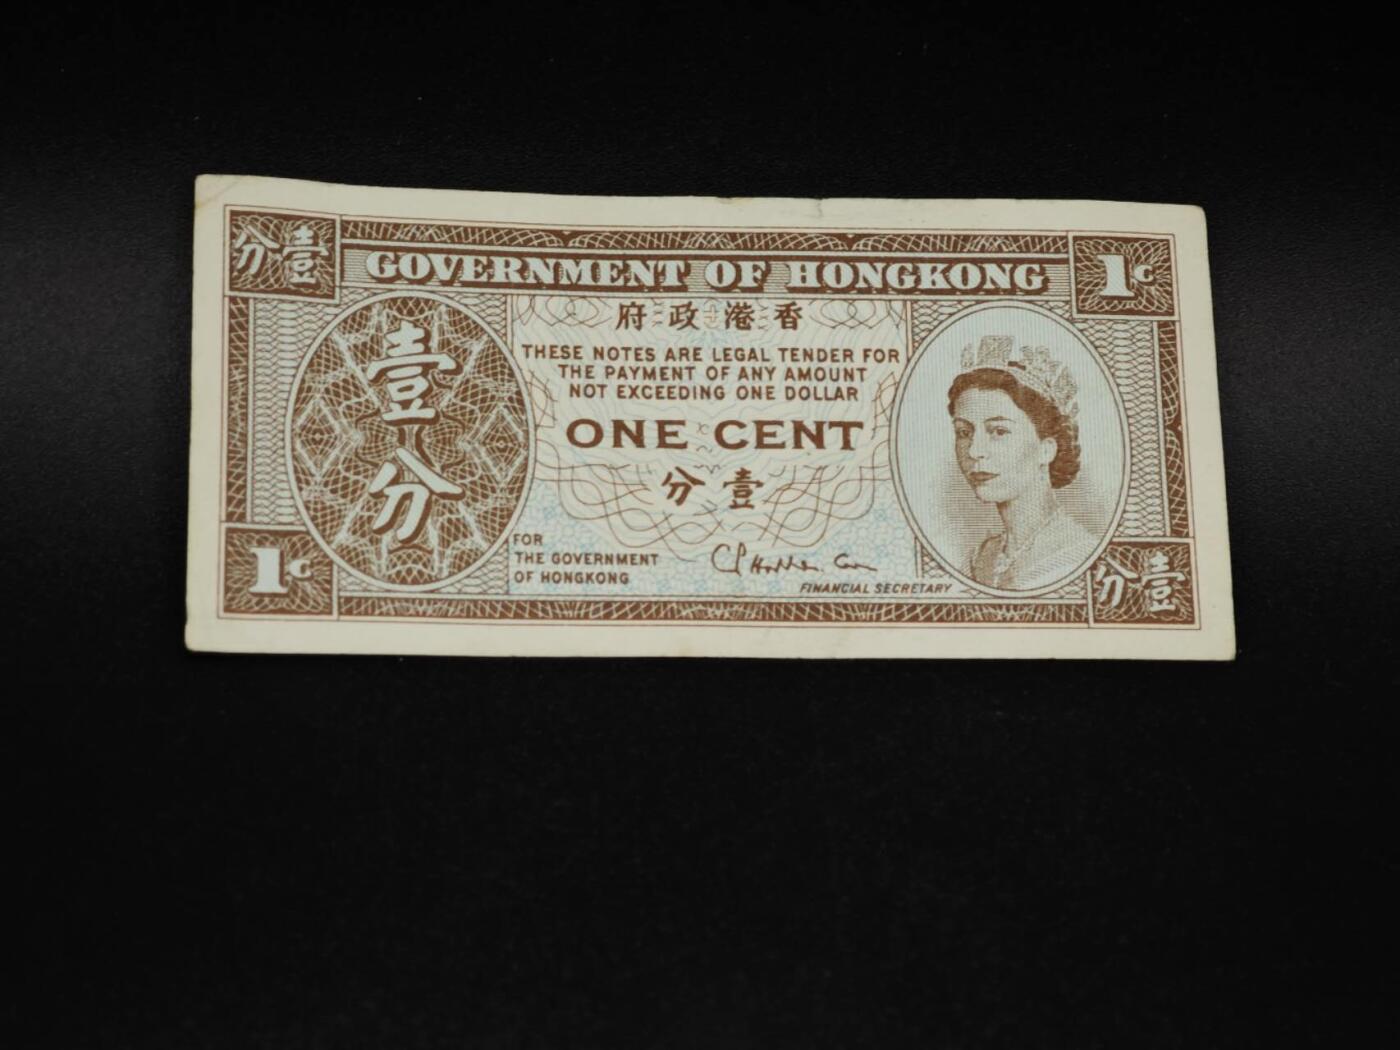 分壹
GOVERNMENT OF HONGKONG
1C
府政港香
壹分
THESE NOTES ARE LEGAL TENDER FOR
THE PAYMENT OF ANY AMOUNT
NOT EXCEEDING ONE DOLLAR
ONE CENT
分壹
FOR
THE GOVERNMENT
OF HONGKONG
FINANCIAL SECRETARY
1C
分壹